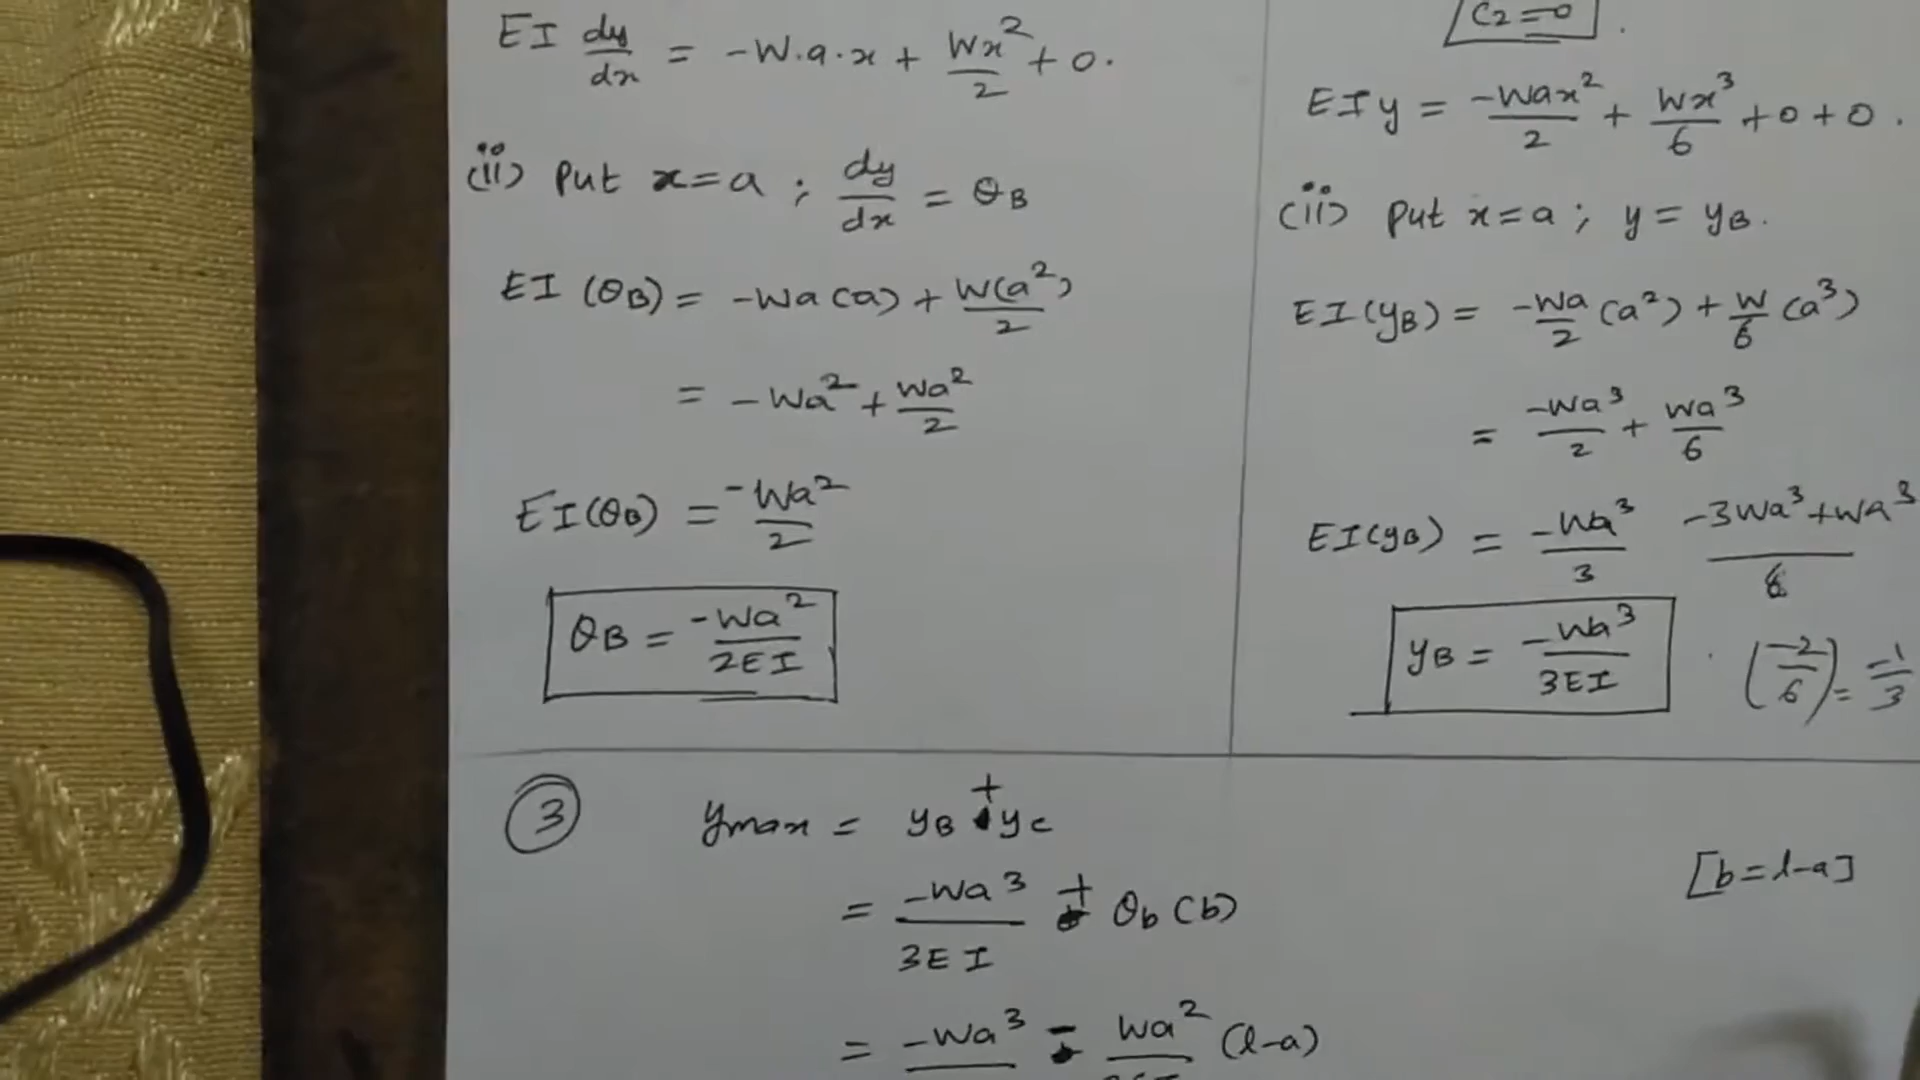 EI dy/dx = -W.a.x + Wx²/2 + 0.
(ii) Put x=a ; dy/dx = θB
EI (θB) = -Wa(a) + W(a²)/2
= -Wa² + Wa²/2
EI(θB) = -Wa²/2
θB = -Wa²/2EI
C2=0 .
EIy = -Wax²/2 + Wx³/6 +0+0 .
(ii) Put x=a ; y = yB.
EI(yB) = -Wa/2 (a²) + W/6 (a³)
= -Wa³/2 + Wa³/6
EI(yB) = -Wa³/3 -3Wa³+Wa³/6
yB = -Wa³/3EI . (-2/6) = -1/3
③ ymax = yB + yc
= -Wa³/3EI + θb (b) [b=l-a]
= -Wa³ - Wa² (l-a)